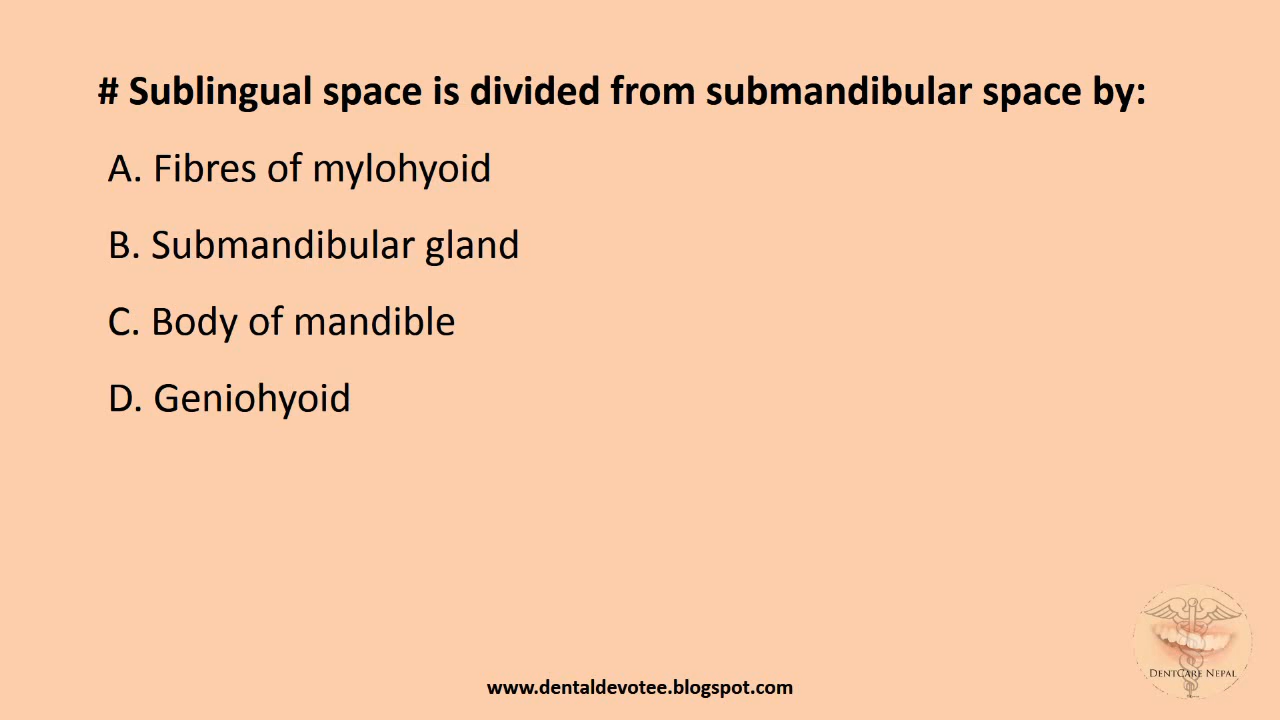 # Sublingual space is divided from submandibular space by:
A. Fibres of mylohyoid
B. Submandibular gland
C. Body of mandible
D. Geniohyoid
DentCare Nepal
www.dentaldevotee.blogspot.com